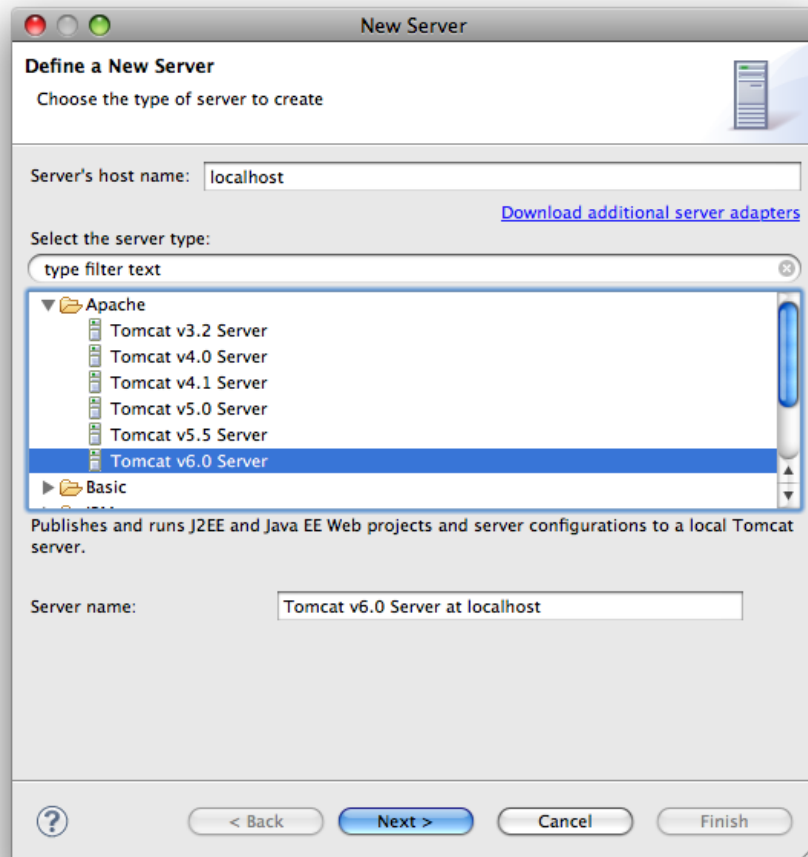 New Server
Define a New Server
Choose the type of server to create
Server's host name: localhost
Download additional server adapters
Select the server type:
type filter text
Apache
Tomcat v3.2 Server
Tomcat v4.0 Server
Tomcat v4.1 Server
Tomcat v5.0 Server
Tomcat v5.5 Server
Tomcat v6.0 Server
Basic
Publishes and runs J2EE and Java EE Web projects and server configurations to a local Tomcat
server.
Server name: Tomcat v6.0 Server at localhost
? < Back Next > Cancel Finish